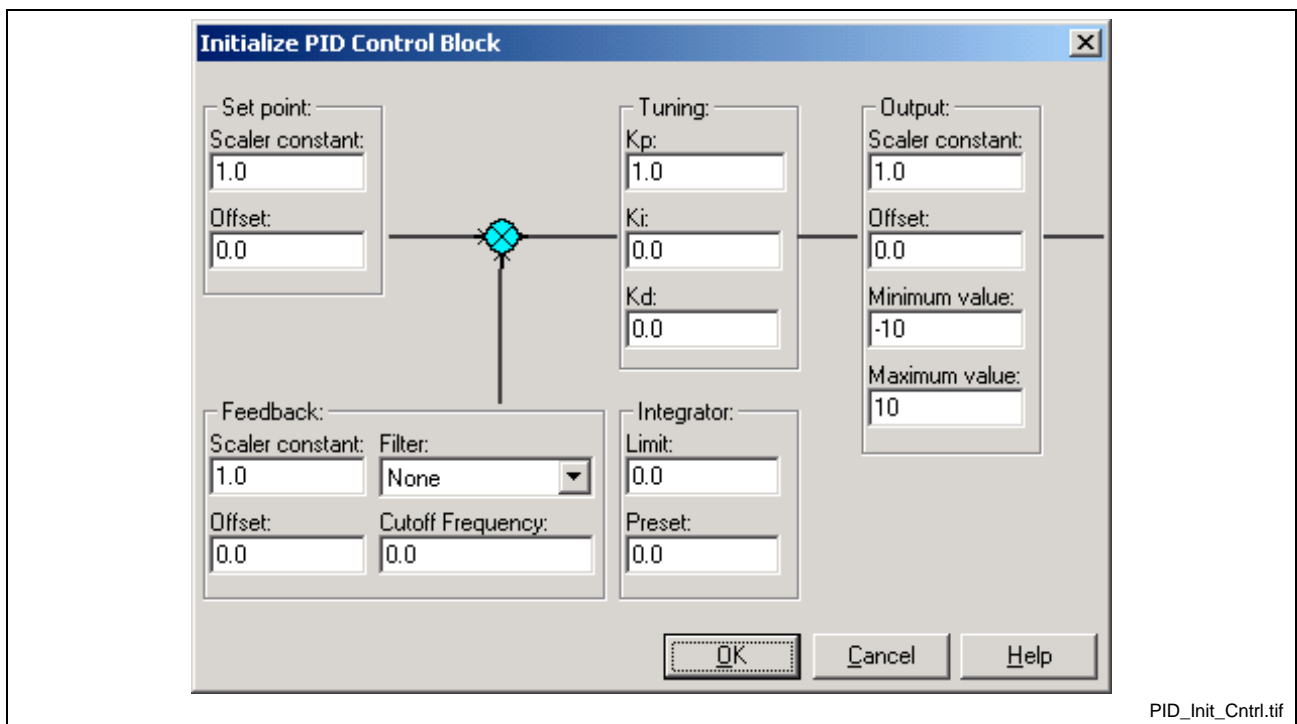 Initialize PID Control Block
Set point:
Scaler constant:
1.0
Offset:
0.0
Tuning:
Kp:
1.0
Ki:
0.0
Kd:
0.0
Output:
Scaler constant:
1.0
Offset:
0.0
Minimum value:
-10
Maximum value:
10
Feedback:
Scaler constant:
1.0
Filter:
None
Offset:
0.0
Cutoff Frequency:
0.0
Integrator:
Limit:
0.0
Preset:
0.0
OK
Cancel
Help
PID_Init_Cntrl.tif